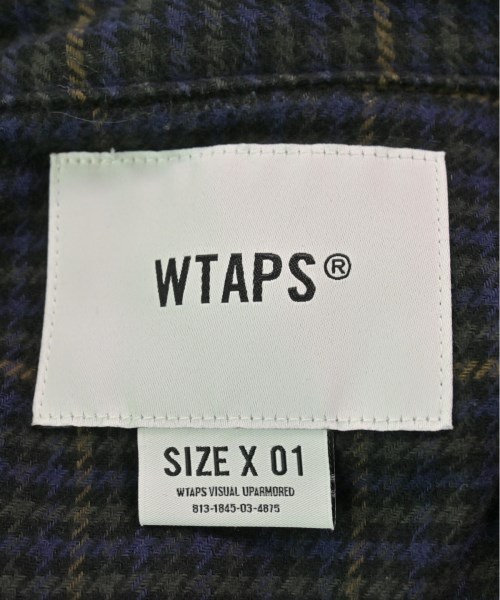 WTAPS®
SIZE X 01
WTAPS VISUAL UPARMORED
813-1845-03-4875